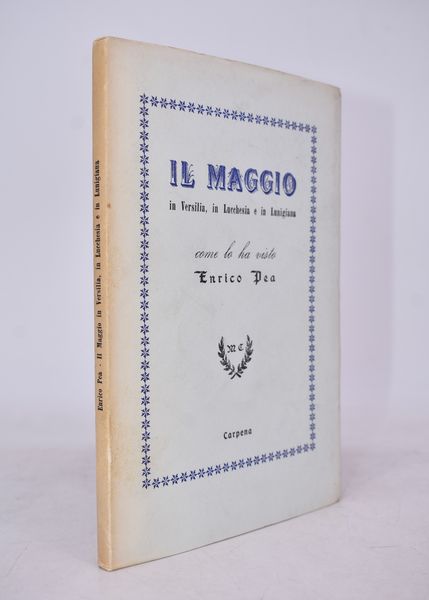 Enrico Pea - Il Maggio in Versilia, in Lucchesia e in Lunigiana
IL MAGGIO
in Versilia, in Lucchesia e in Lunigiana
come lo ha visto
Enrico Pea
M C
Carpena